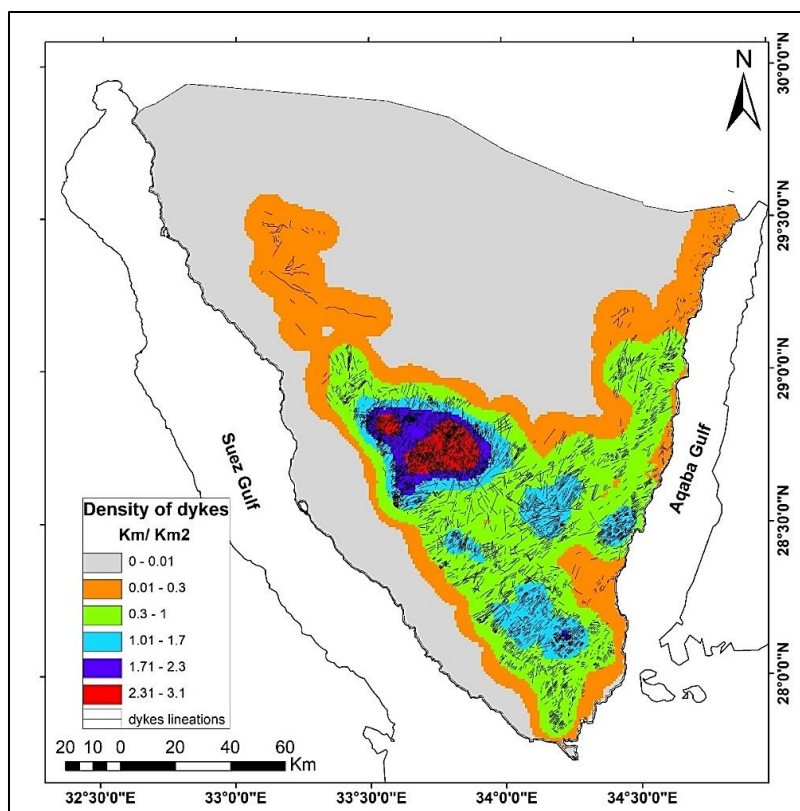 N
30°0'0"N
29°30'0"N
29°0'0"N
28°30'0"N
28°0'0"N
Suez Gulf
Aqaba Gulf
Density of dykes
Km/ Km2
0 - 0.01
0.01 - 0.3
0.3 - 1
1.01 - 1.7
1.71 - 2.3
2.31 - 3.1
dykes lineations
20 10 0 20 40 60
Km
32°30'0"E 33°0'0"E 33°30'0"E 34°0'0"E 34°30'0"E